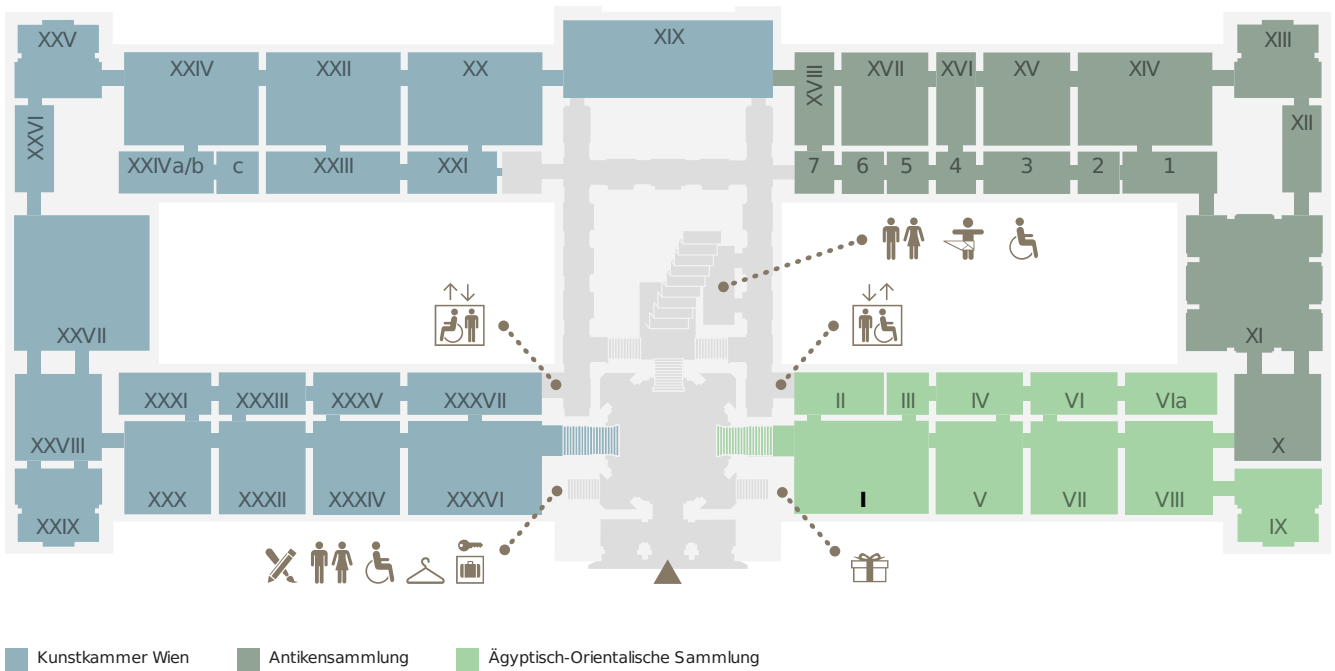 XXV XXIV XXII XX XIX XVIII XVII XVI XV XIV XIII
XXVI XII
XXIVa/b c XXIII XXI 7 6 5 4 3 2 1
XXVII XI
XXXI XXXIII XXXV XXXVII II III IV VI VIa
XXVIII X
XXX XXXII XXXIV XXXVI I V VII VIII
XXIX IX
Kunstkammer Wien Antikensammlung Ägyptisch-Orientalische Sammlung